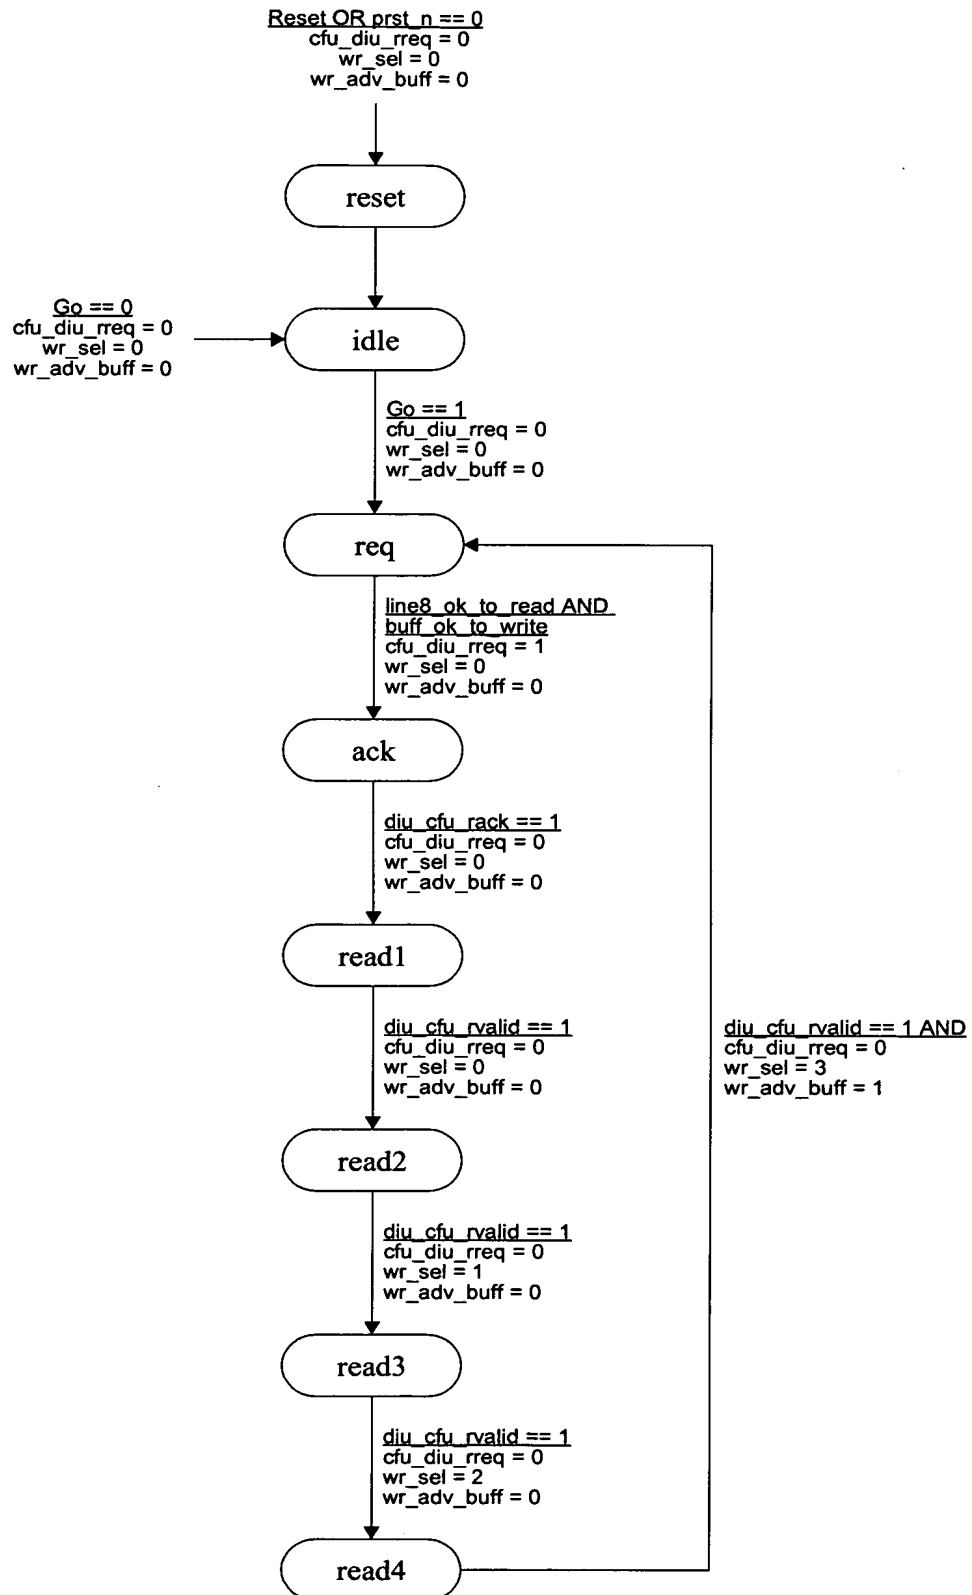 Reset OR prst_n == 0
cfu_diu_rreq = 0
wr_sel = 0
wr_adv_buff = 0
reset
Go == 0
cfu_diu_rreq = 0
wr_sel = 0
wr_adv_buff = 0
idle
Go == 1
cfu_diu_rreq = 0
wr_sel = 0
wr_adv_buff = 0
req
line8_ok_to_read AND
buff_ok_to_write
cfu_diu_rreq = 1
wr_sel = 0
wr_adv_buff = 0
ack
diu_cfu_rack == 1
cfu_diu_rreq = 0
wr_sel = 0
wr_adv_buff = 0
read1
diu_cfu_rvalid == 1
cfu_diu_rreq = 0
wr_sel = 0
wr_adv_buff = 0
diu_cfu_rvalid == 1 AND
cfu_diu_rreq = 0
wr_sel = 3
wr_adv_buff = 1
read2
diu_cfu_rvalid == 1
cfu_diu_rreq = 0
wr_sel = 1
wr_adv_buff = 0
read3
diu_cfu_rvalid == 1
cfu_diu_rreq = 0
wr_sel = 2
wr_adv_buff = 0
read4